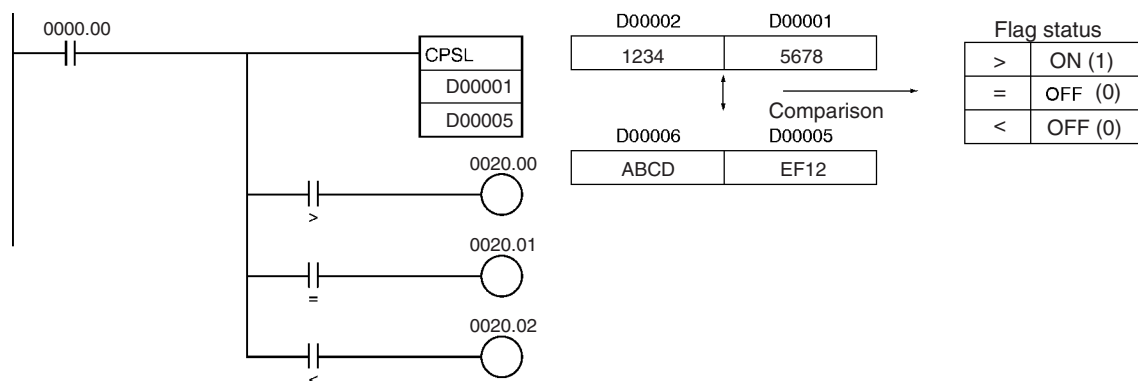 0000.00
CPSL
D00001
D00005
0020.00
>
0020.01
=
0020.02
<
D00002 D00001
1234 5678
Comparison
D00006 D00005
ABCD EF12
Flag status
> ON (1)
= OFF (0)
< OFF (0)